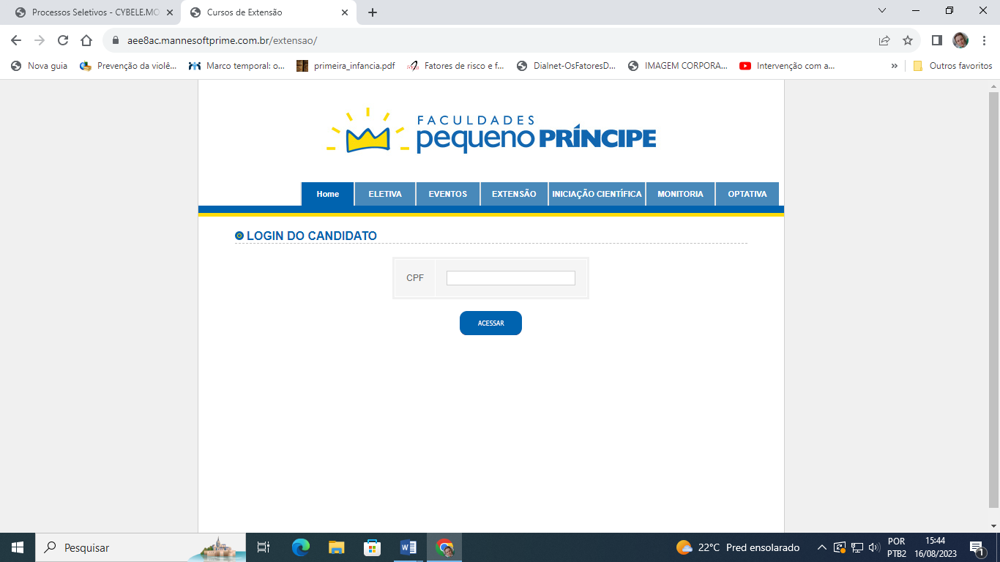 Processos Seletivos - CYBELE.MO
Cursos de Extensão
aee8ac.mannesoftprime.com.br/extensao/
Nova guia
Prevenção da violê...
Marco temporal: o...
primeira_infancia.pdf
Fatores de risco e f...
Dialnet-OsFatoresD...
IMAGEM CORPORA...
Intervenção com a...
»
Outros favoritos
FACULDADES
pequeno PRÍNCIPE
Home
ELETIVA
EVENTOS
EXTENSÃO
INICIAÇÃO CIENTÍFICA
MONITORIA
OPTATIVA
LOGIN DO CANDIDATO
CPF
ACESSAR
Pesquisar
22°C Pred ensolarado
POR
PTB2
15:44
16/08/2023
1